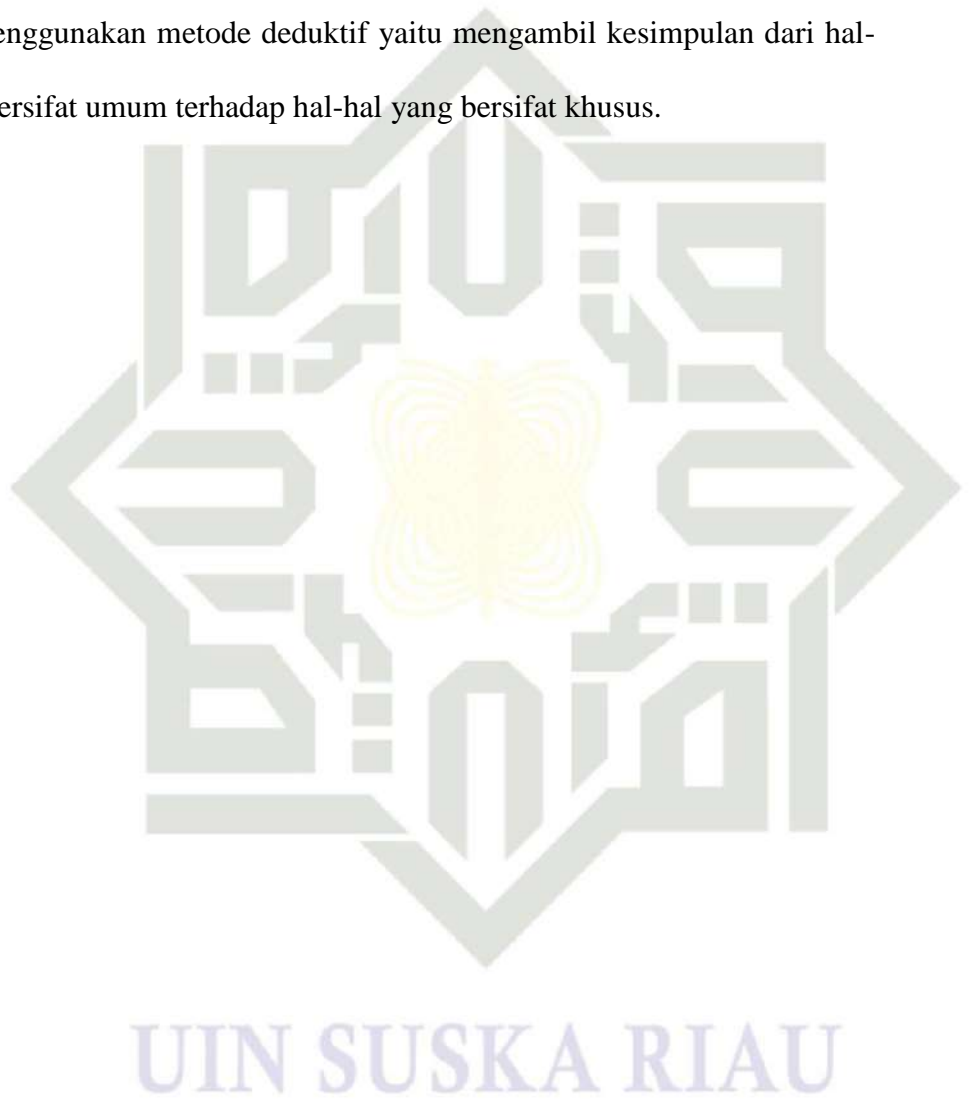 enggunakan metode deduktif yaitu mengambil kesimpulan dari hal-
ersifat umum terhadap hal-hal yang bersifat khusus.
UIN SUSKA RIAU